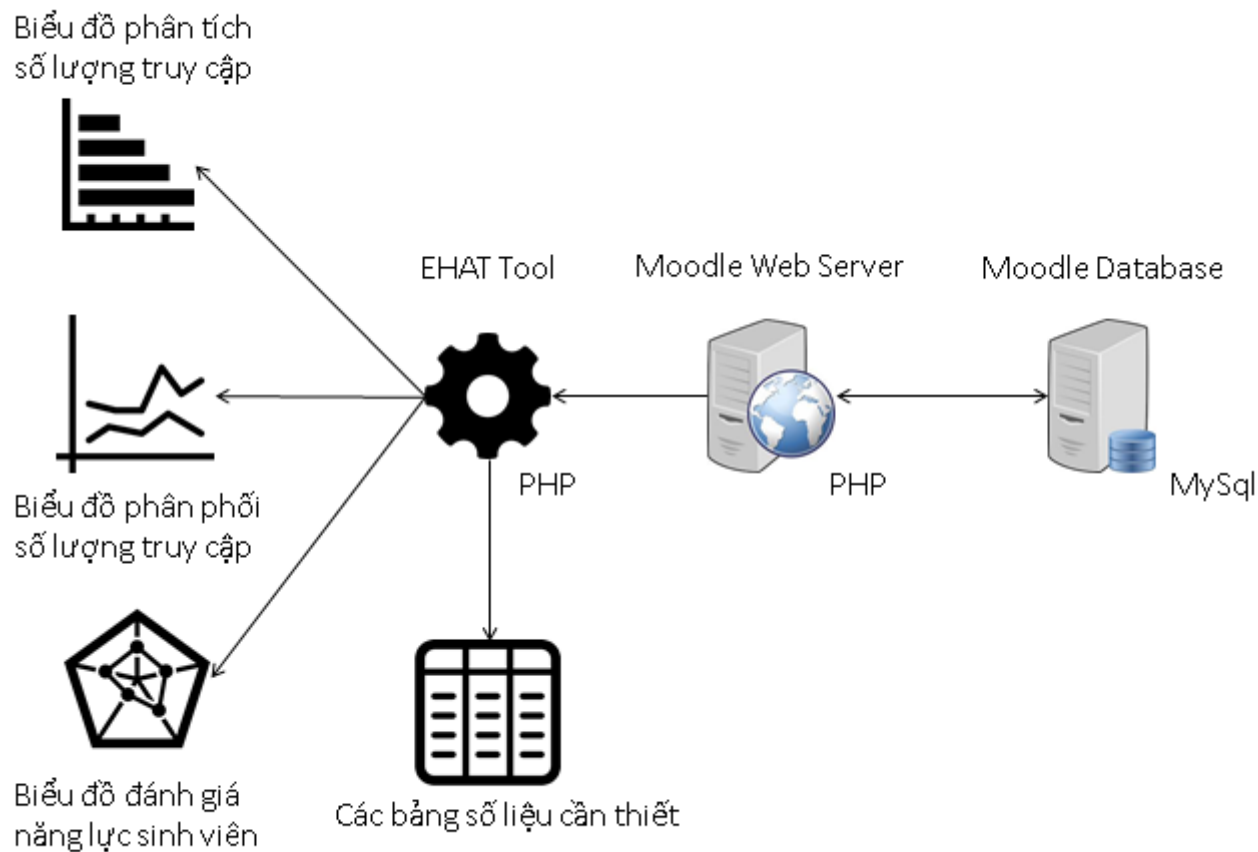 Biểu đồ phân tích
số lượng truy cập
EHAT Tool
Moodle Web Server
Moodle Database
PHP
PHP
MySql
Biểu đồ phân phối
số lượng truy cập
Biểu đồ đánh giá
năng lực sinh viên
Các bảng số liệu cần thiết